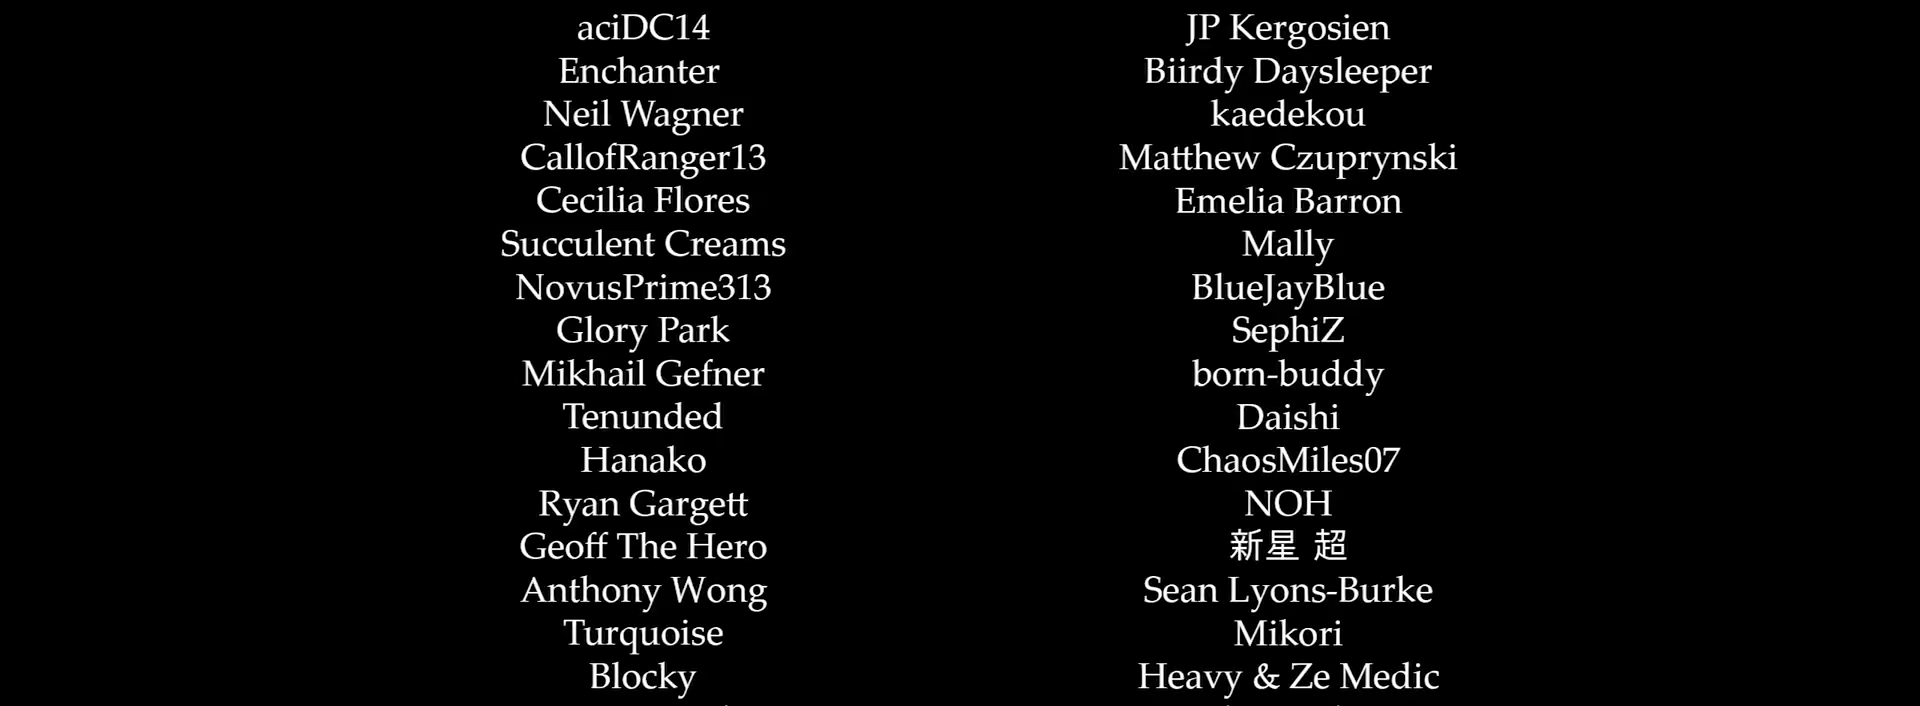 aciDC14
Enchanter
Neil Wagner
CallofRanger13
Cecilia Flores
Succulent Creams
NovusPrime313
Glory Park
Mikhail Gefner
Tenunded
Hanako
Ryan Gargett
Geoff The Hero
Anthony Wong
Turquoise
Blocky
JP Kergosien
Biirdy Daysleeper
kaedekou
Matthew Czuprynski
Emelia Barron
Mally
BlueJayBlue
SephiZ
born-buddy
Daishi
ChaosMiles07
NOH
新星 超
Sean Lyons-Burke
Mikori
Heavy & Ze Medic